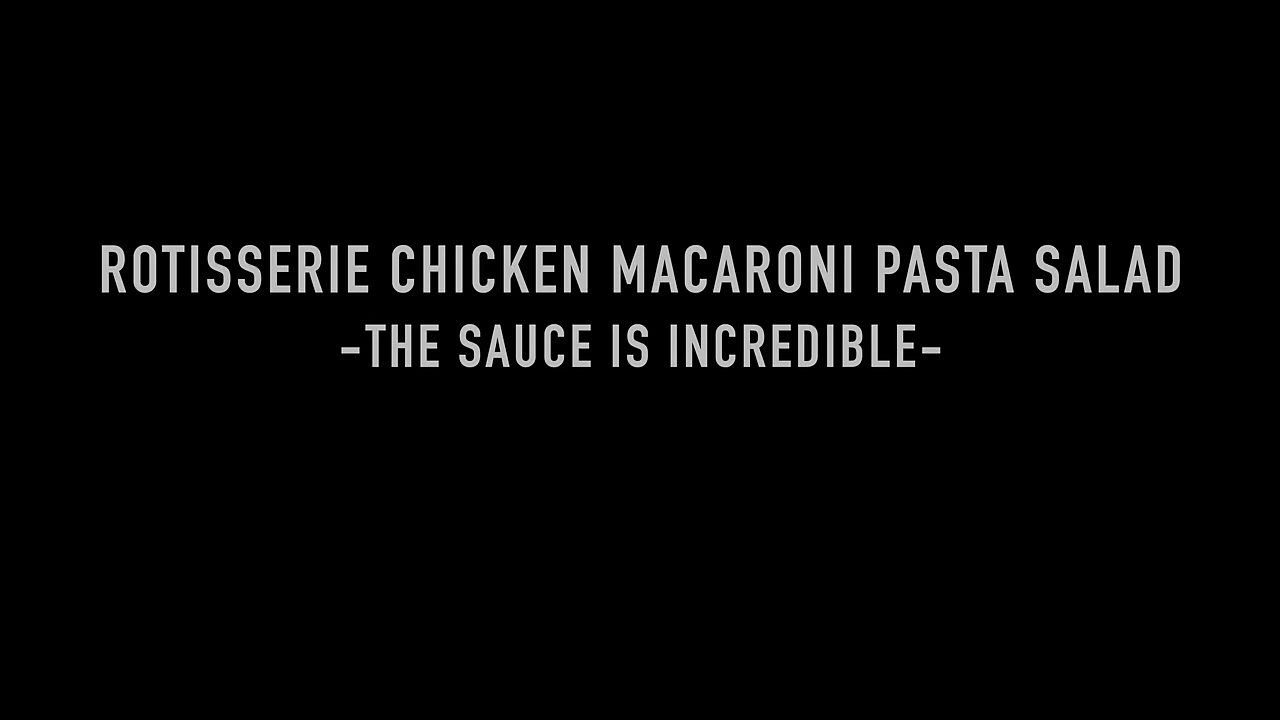 ROTISSERIE CHICKEN MACARONI PASTA SALAD
-THE SAUCE IS INCREDIBLE-